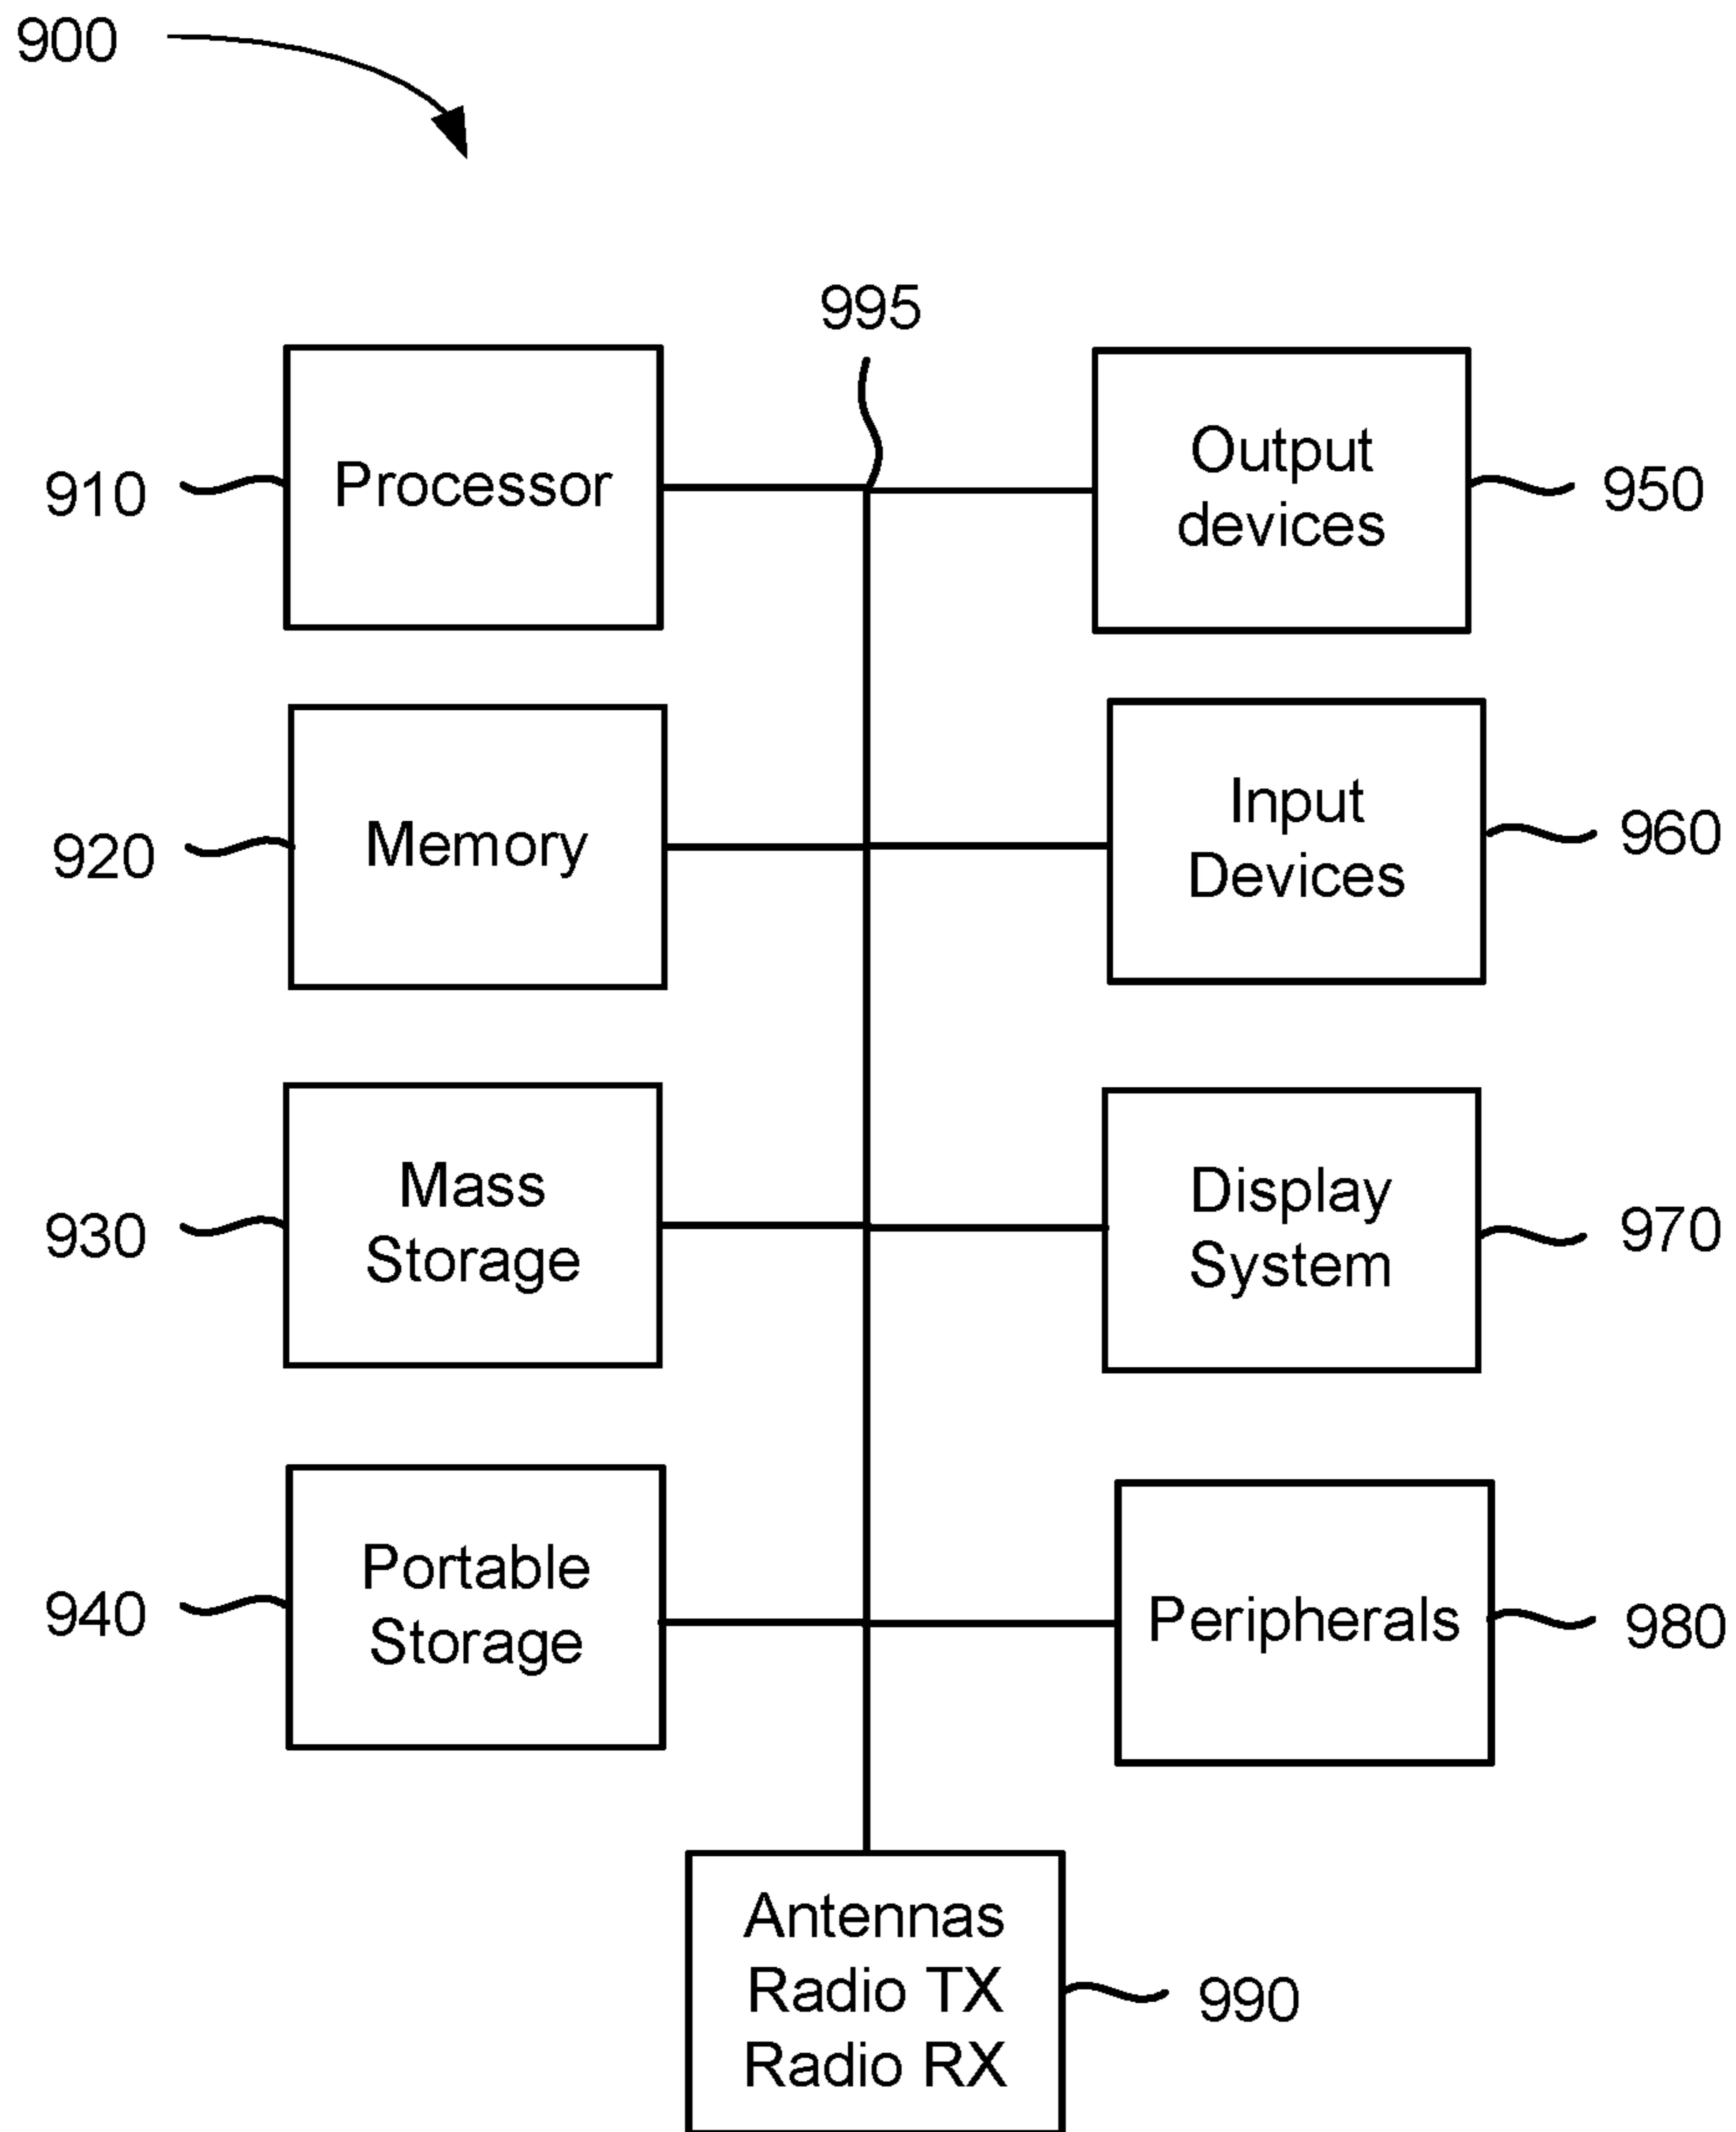 900
995
910
Processor
Output
devices
950
920
Memory
Input
Devices
960
930
Mass
Storage
Display
System
970
940
Portable
Storage
Peripherals
980
Antennas
Radio TX
Radio RX
990